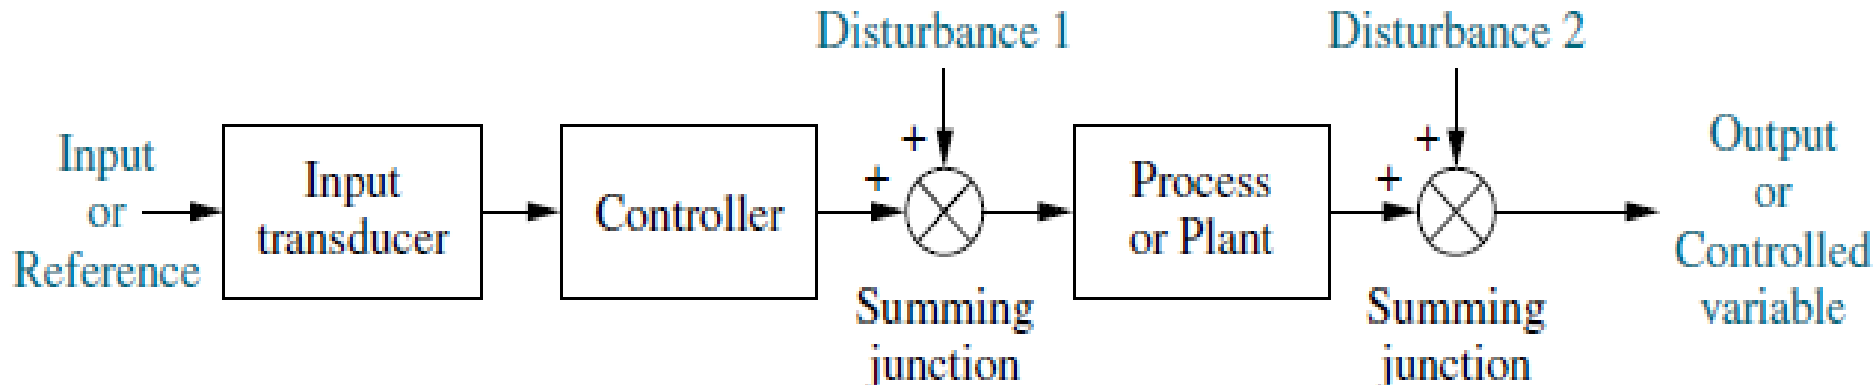 Disturbance 1
Disturbance 2
Input
or
Reference
Input
transducer
Controller
+
+
Summing
junction
Process
or Plant
+
+
Summing
junction
Output
or
Controlled
variable